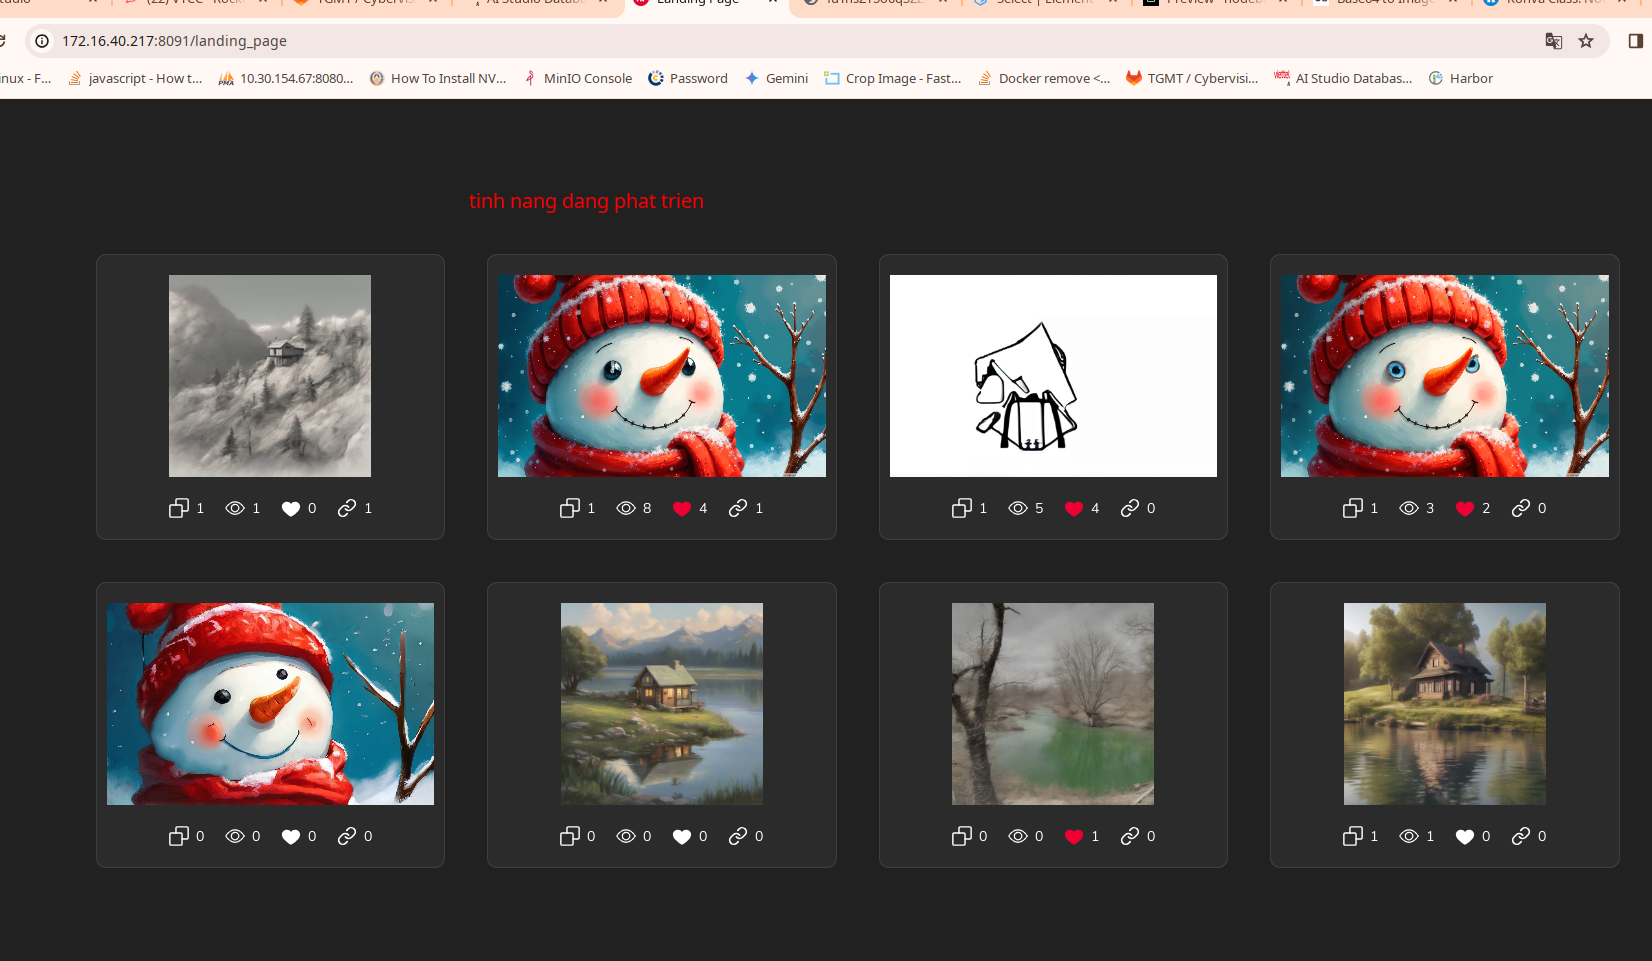 Landing Page
172.16.40.217:8091/landing_page
inux - F... javascript - How t... 10.30.154.67:8080... How To Install NV... MinIO Console Password Gemini Crop Image - Fast... Docker remove <... TGMT / Cybervisi... AI Studio Databas... Harbor
tinh nang dang phat trien
1 1 0 1 1 8 4 1 1 5 4 0 1 3 2 0
0 0 0 0 0 0 0 0 0 0 1 0 1 1 0 0